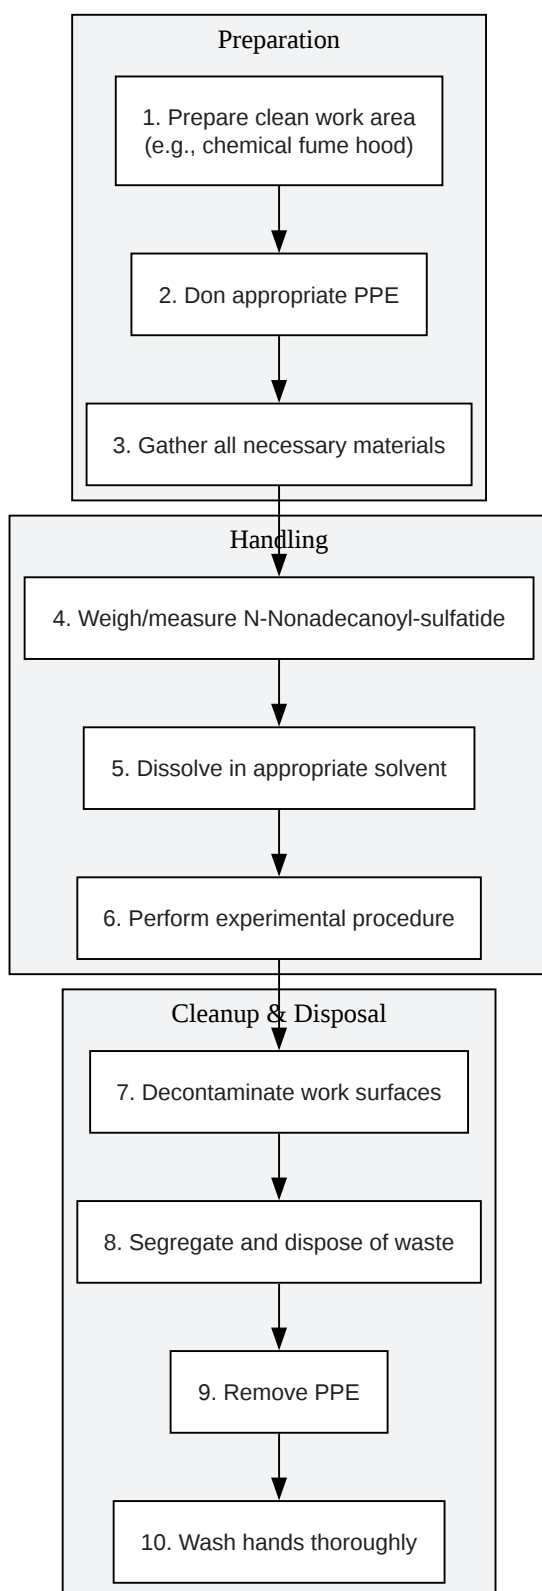 Preparation
1. Prepare clean work area
(e.g., chemical fume hood)
2. Don appropriate PPE
3. Gather all necessary materials
Handling
4. Weigh/measure N-Nonadecanoyl-sulfatide
5. Dissolve in appropriate solvent
6. Perform experimental procedure
Cleanup & Disposal
7. Decontaminate work surfaces
8. Segregate and dispose of waste
9. Remove PPE
10. Wash hands thoroughly